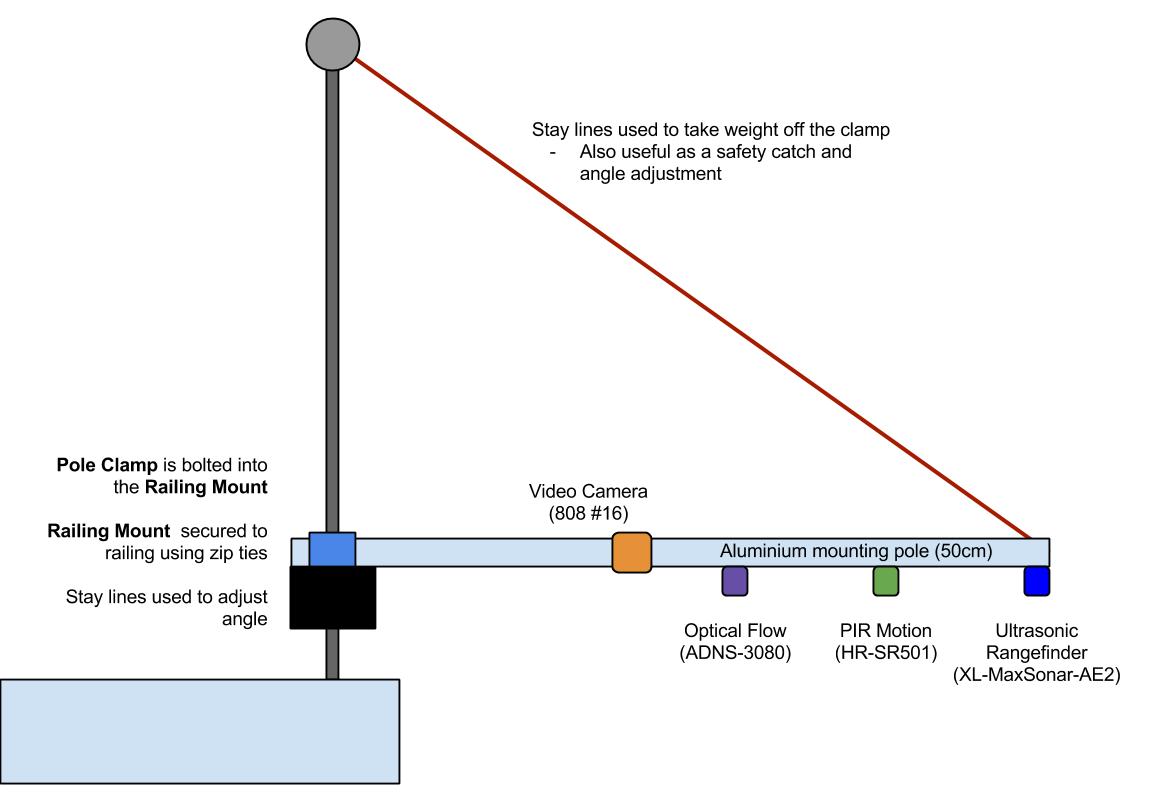 Stay lines used to take weight off the clamp
- Also useful as a safety catch and
angle adjustment
Pole Clamp is bolted into
the Railing Mount
Railing Mount secured to
railing using zip ties
Stay lines used to adjust
angle
Video Camera
(808 #16)
Aluminium mounting pole (50cm)
Optical Flow
(ADNS-3080)
PIR Motion
(HR-SR501)
Ultrasonic
Rangefinder
(XL-MaxSonar-AE2)